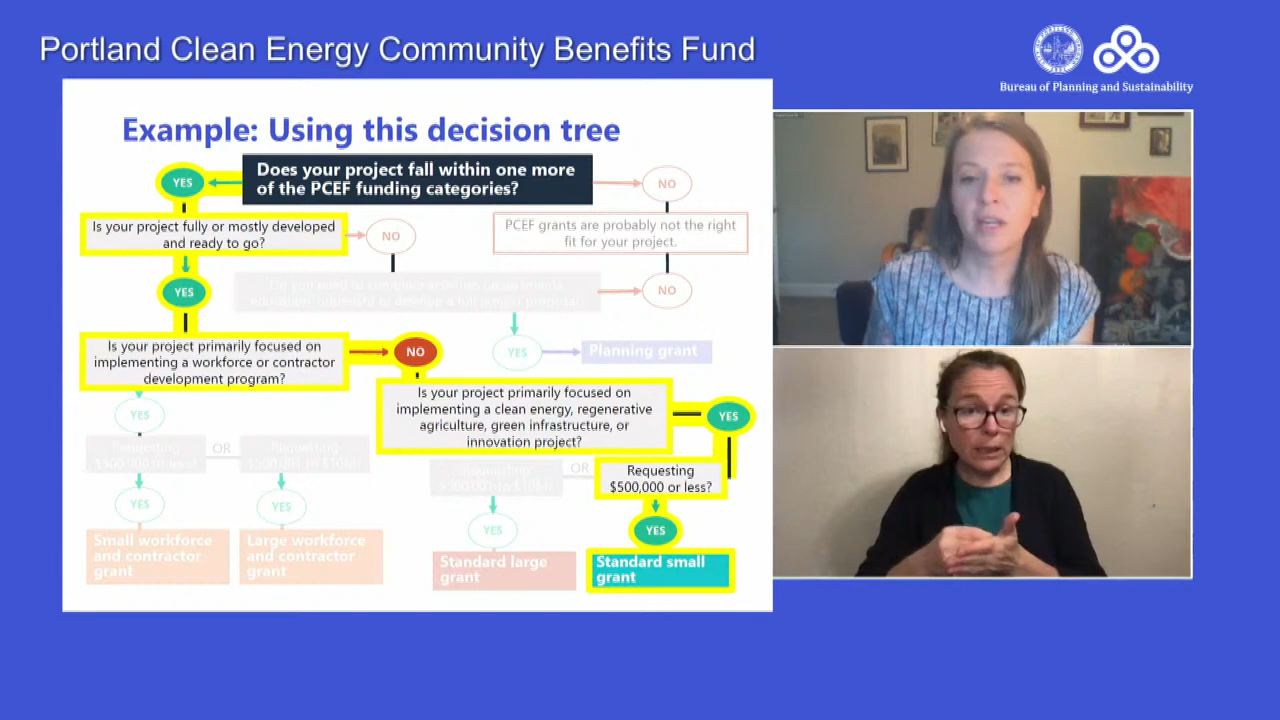 Portland Clean Energy Community Benefits Fund
Bureau of Planning and Sustainability
Example: Using this decision tree
Does your project fall within one more
of the PCEF funding categories?
YES
NO
Is your project fully or mostly developed
and ready to go?
NO
PCEF grants are probably not the right
fit for your project.
YES
NO
Is your project primarily focused on
implementing a workforce or contractor
development program?
NO
YES
Planning grant
Is your project primarily focused on
implementing a clean energy, regenerative
agriculture, green infrastructure, or
innovation project?
YES
YES
Requesting
OR
Requesting
OR
Requesting
$500,000 or less?
YES
YES
YES
YES
Small workforce
and contractor
grant
Large workforce
and contractor
grant
Standard large
grant
Standard small
grant